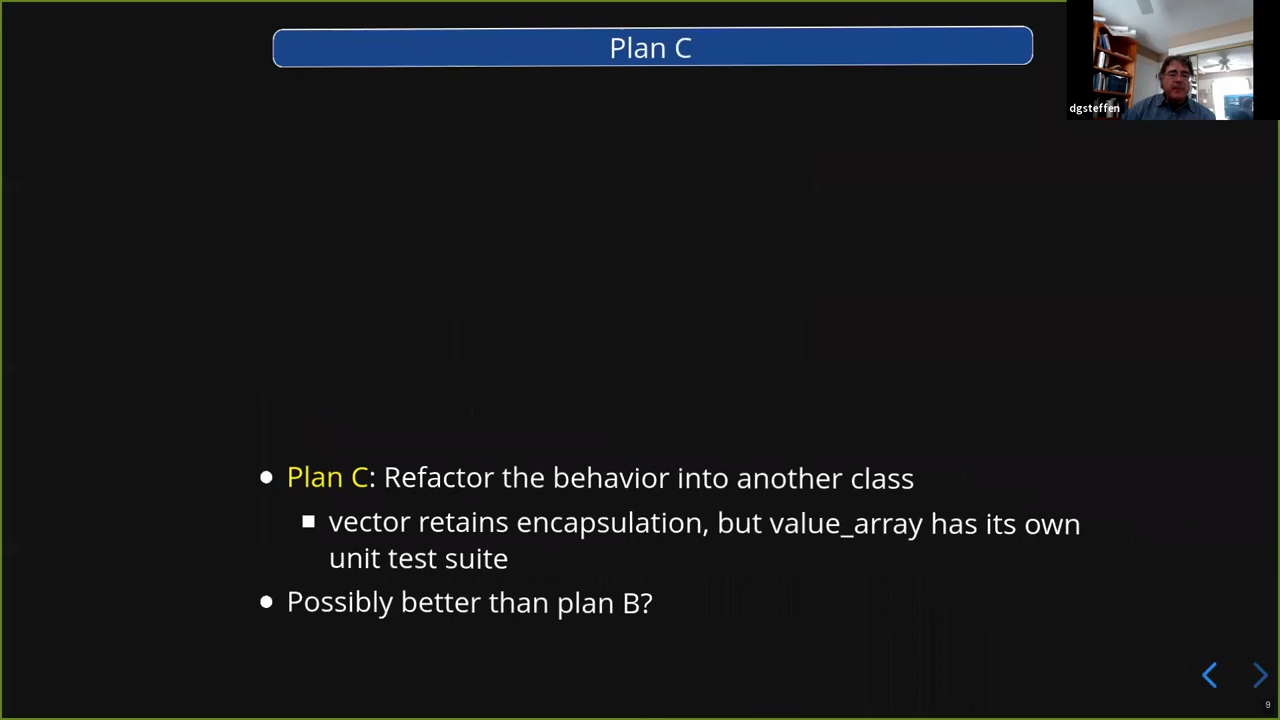 Plan C
dgsteffen
Plan C: Refactor the behavior into another class
vector retains encapsulation, but value_array has its own
unit test suite
Possibly better than plan B?
9